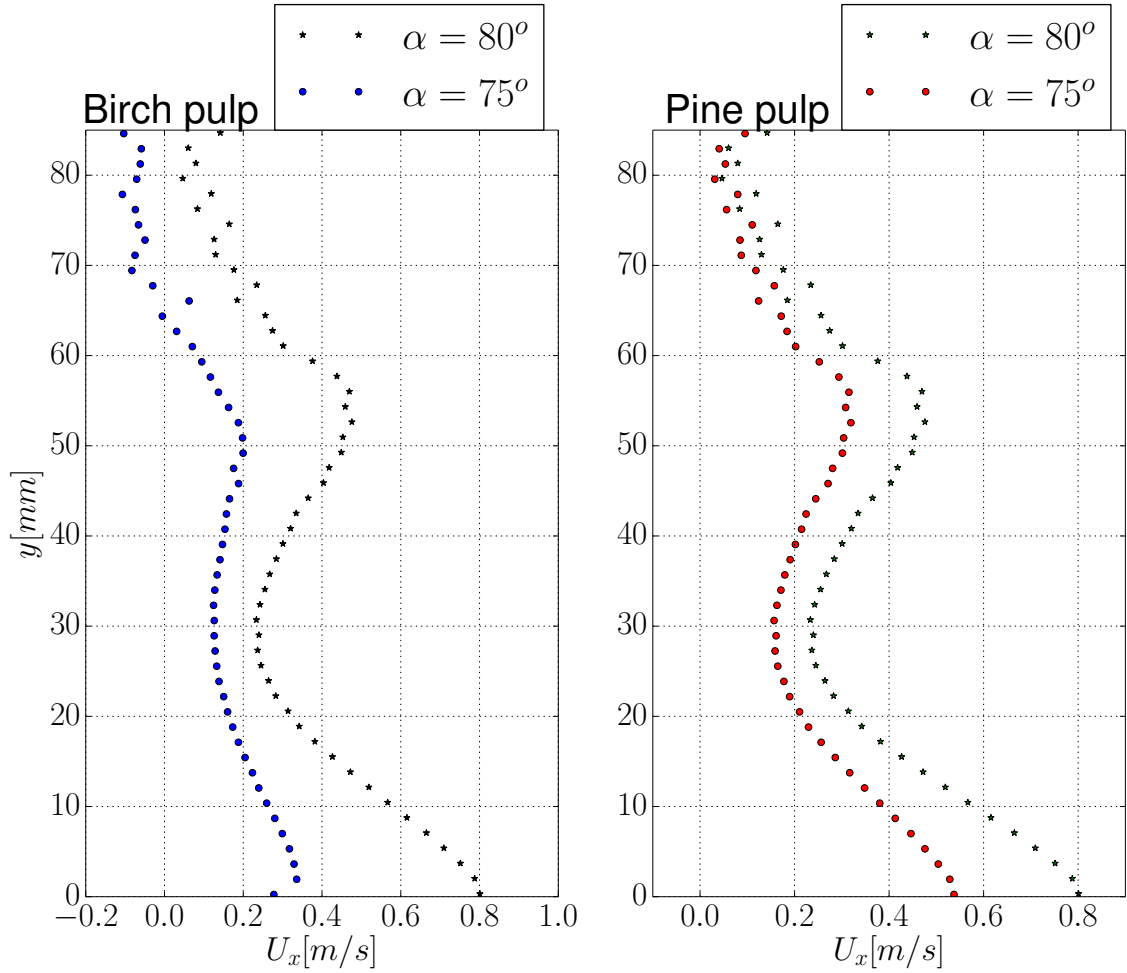 α = 80°
α = 75°
Birch pulp
80
70
60
50
40
30
20
10
0
y[mm]
−0.2 0.0 0.2 0.4 0.6 0.8 1.0
U_x[m/s]
α = 80°
α = 75°
Pine pulp
80
70
60
50
40
30
20
10
0
0.0 0.2 0.4 0.6 0.8
U_x[m/s]